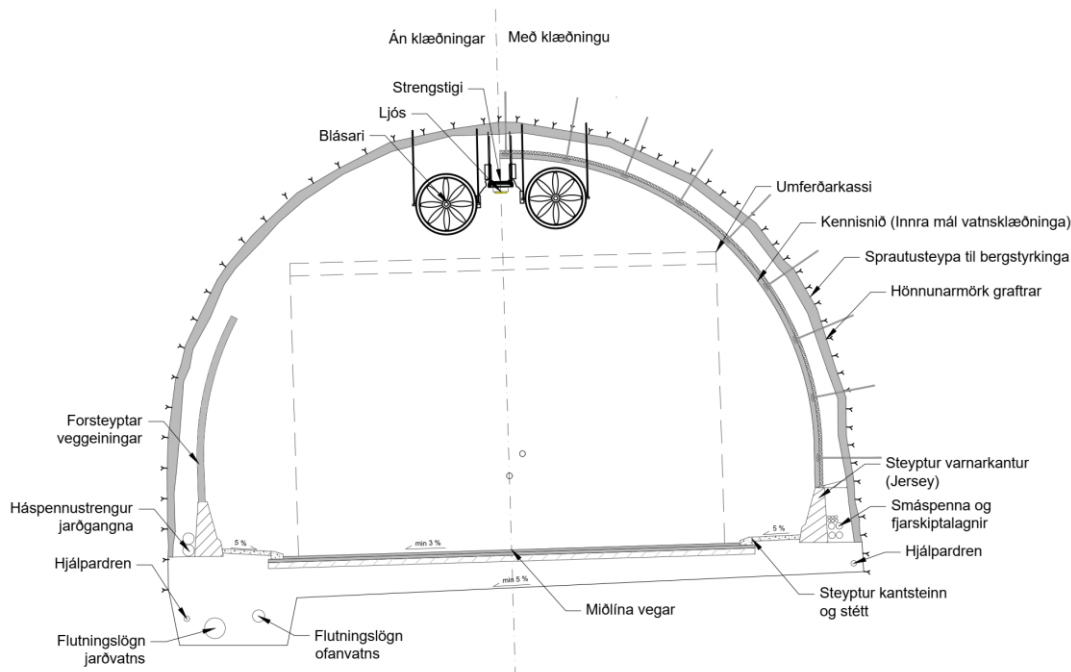 Án klæðningar
Með klæðningu
Strengstigi
Ljós
Blásari
Umferðarkassi
Kennisnið (Innra mál vatnsklæðninga)
Sprautusteypa til bergstyrkinga
Hönnunarmörk graftrar
Forsteyptar
veggeiningar
Steyptur varnarkantur
(Jersey)
Háspennustrengur
jarðgangna
Smáspenna og
fjarskiptalagnir
5 %
min 3 %
5 %
Hjálpardren
Hjálpardren
min 5 %
Steyptur kantsteinn
og stétt
Miðlína vegar
Flutningslögn
jarðvatns
Flutningslögn
ofanvatns